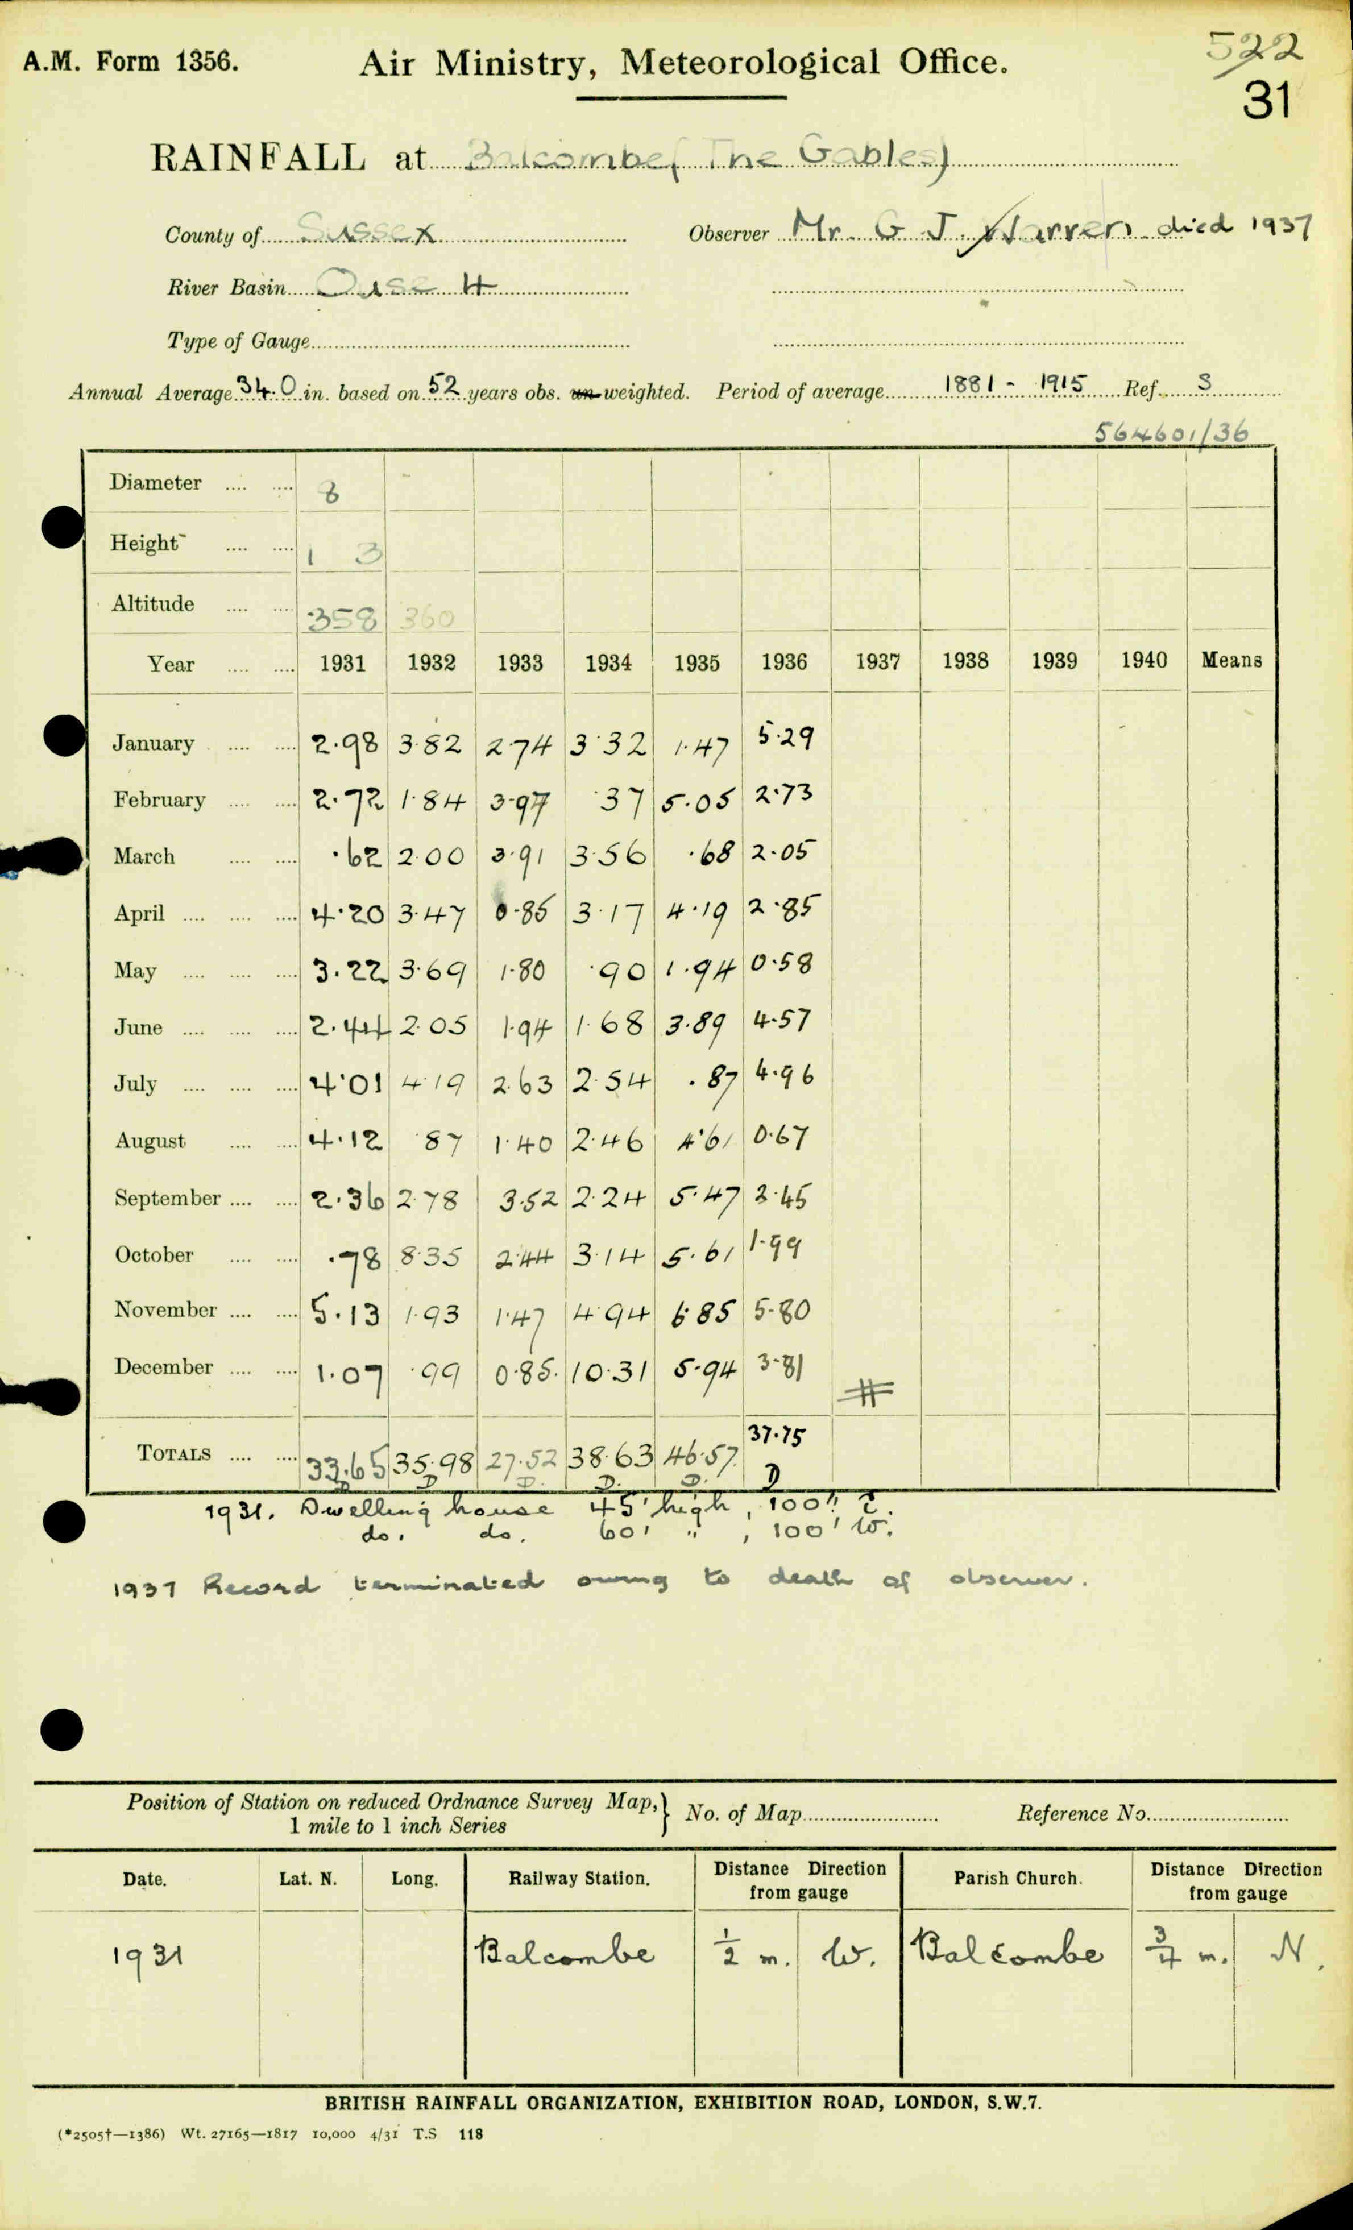 522
A.M. Form 1356. Air Ministry, Meteorological Office.
31
RAINFALL at Balcombe (The Gables)
County of Sussex Observer Mr. G J. Warren died 1937
River Basin Ouse 4
Type of Gauge
Annual Average 34.0 in. based on 52 years obs. un-weighted. Period of average 1881 - 1915 Ref. S
564601/36
Diameter .... .... 8
Height .... .... 1 3
Altitude .... .... 358 360
Year .... .... 1931 1932 1933 1934 1935 1936 1937 1938 1939 1940 Means
January .... .... 2.98 3.82 2.74 3.32 1.47 5.29
February .... .... 2.72 1.84 3.97 .37 5.05 2.73
March .... .... .62 2.00 3.91 3.56 .68 2.05
April .... .... .... 4.20 3.47 0.85 3.17 4.19 2.85
May .... .... .... 3.22 3.69 1.80 .90 1.94 0.58
June .... .... .... 2.44 2.05 1.94 1.68 3.89 4.57
July .... .... .... 4.01 4.19 2.63 2.54 .87 4.96
August .... .... 4.12 .87 1.40 2.46 4.61 0.67
September .... .... 2.36 2.78 3.52 2.24 5.47 2.45
October .... .... .78 8.35 2.44 3.14 5.61 1.99
November .... .... 5.13 1.93 1.47 4.94 6.85 5.80
December .... .... 1.07 .99 0.85 10.31 5.94 3.81
TOTALS .... .... 33.65 35.98 27.52 38.63 46.57 37.75
D D D. D. D. D
1931. Dwelling house 45' high, 100'
do. do. 60' " , 100' W.
1937 Record terminated owing to death of observer.
Position of Station on reduced Ordnance Survey Map, } No. of Map Reference No.
1 mile to 1 inch Series
Date. Lat. N. Long. Railway Station. Distance Direction from gauge Parish Church. Distance Direction from gauge
1931 Balcombe ½ m. W. Balcombe ¾ m. N.
BRITISH RAINFALL ORGANIZATION, EXHIBITION ROAD, LONDON, S.W.7.
(*2505†—1386) Wt. 27165—1817 10,000 4/31 T.S 118